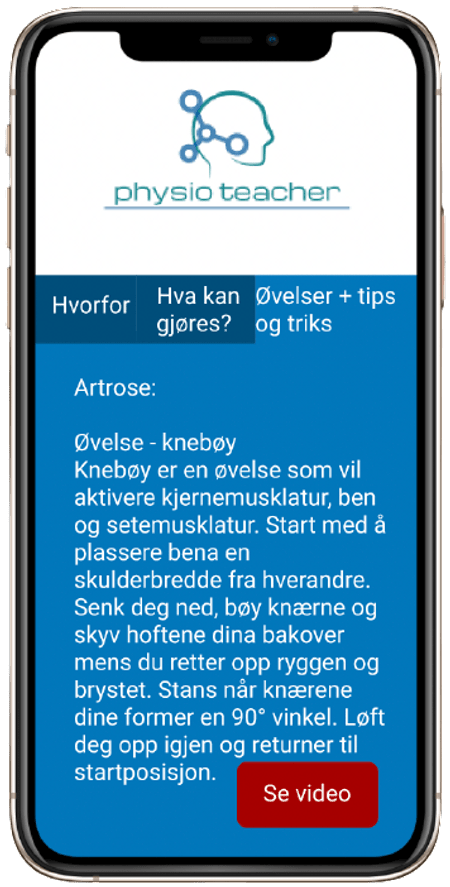 physio teacher
Hvorfor
Hva kan
gjøres?
Øvelser + tips
og triks
Artrose:
Øvelse - knebøy
Knebøy er en øvelse som vil
aktivere kjernemusklatur, ben
og setemusklatur. Start med å
plassere bena en
skulderbredde fra hverandre.
Senk deg ned, bøy knærne og
skyv hoftene dina bakover
mens du retter opp ryggen og
brystet. Stans når knærene
dine former en 90° vinkel. Løft
deg opp igjen og returner til
startposisjon.
Se video